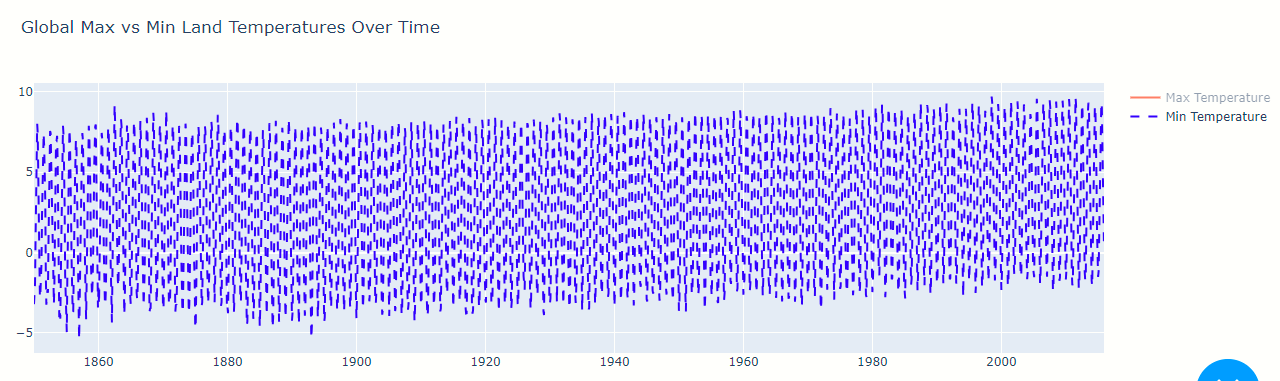 Global Max vs Min Land Temperatures Over Time
10
5
0
−5
1860 1880 1900 1920 1940 1960 1980 2000
Max Temperature
Min Temperature